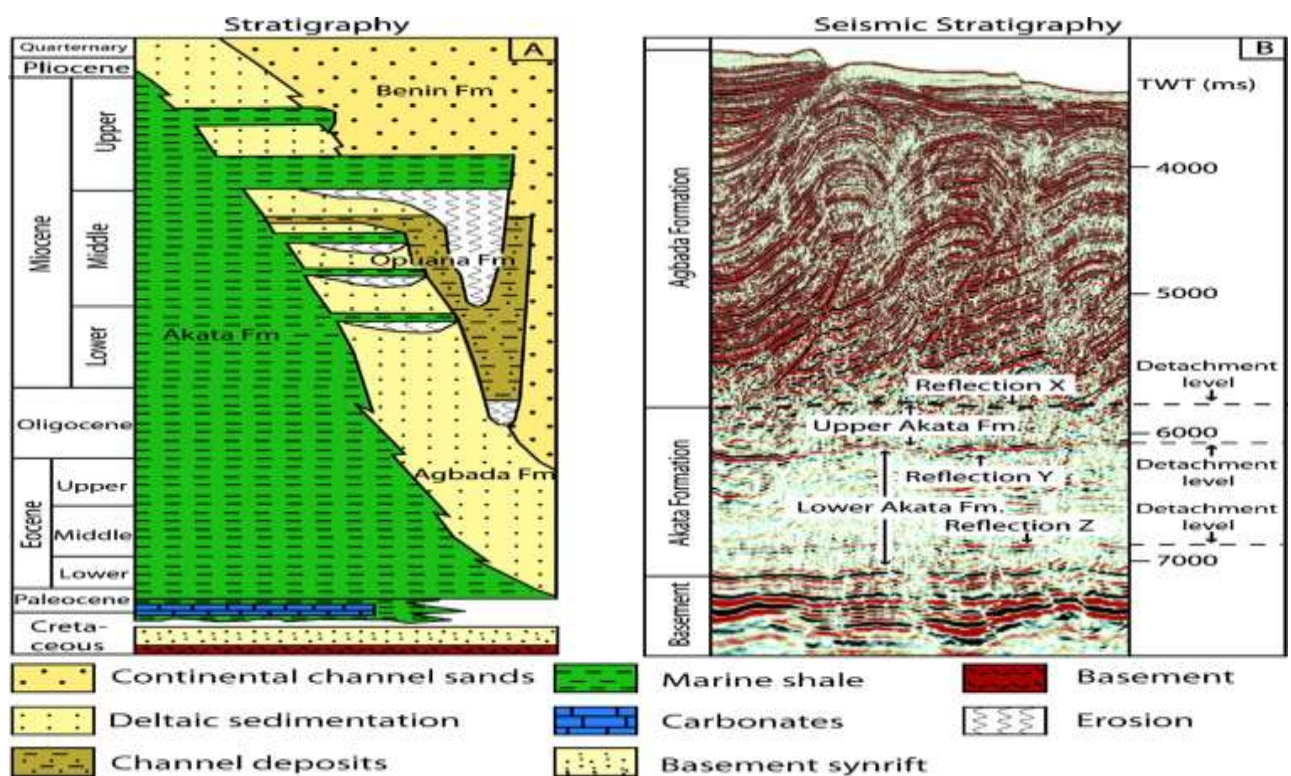 Stratigraphy
Quarternary
Pliocene
Miocene
Upper
Middle
Lower
Oligocene
Eocene
Upper
Middle
Lower
Paleocene
Creta-
ceous
A
Benin Fm
Opuana Fm
Akata Fm
Agbada Fm
Seismic Stratigraphy
B
TWT (ms)
Agbada Formation
Akata Formation
Basement
4000
5000
6000
7000
Reflection X
Upper Akata Fm.
Reflection Y
Lower Akata Fm.
Reflection Z
Detachment
level
Detachment
level
Detachment
level
Continental channel sands
Marine shale
Basement
Deltaic sedimentation
Carbonates
Erosion
Channel deposits
Basement synrift